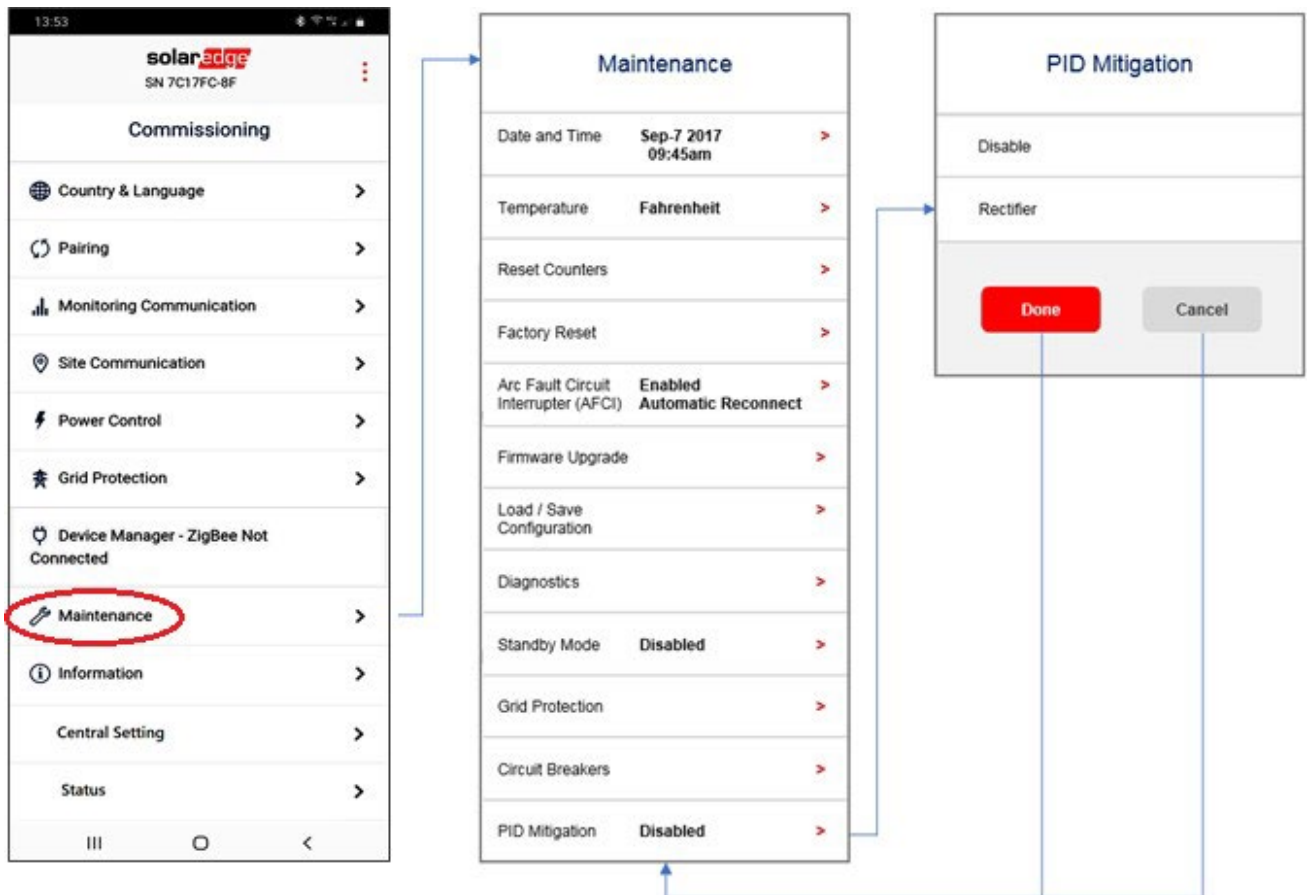 13:53
solaredge
SN 7C17FC-8F
Commissioning
Country & Language
Pairing
Monitoring Communication
Site Communication
Power Control
Grid Protection
Device Manager - ZigBee Not
Connected
Maintenance
Information
Central Setting
Status
Maintenance
Date and Time Sep-7 2017
09:45am
Temperature Fahrenheit
Reset Counters
Factory Reset
Arc Fault Circuit Enabled
Interrupter (AFCI) Automatic Reconnect
Firmware Upgrade
Load / Save
Configuration
Diagnostics
Standby Mode Disabled
Grid Protection
Circuit Breakers
PID Mitigation Disabled
PID Mitigation
Disable
Rectifier
Done Cancel